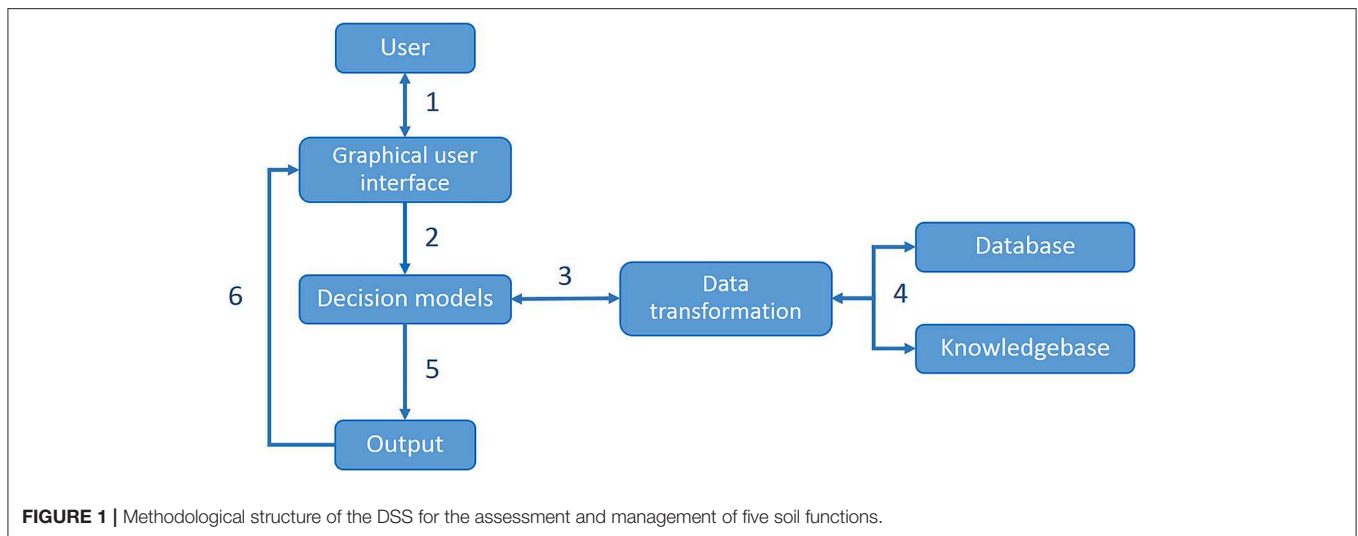 User
1
Graphical user
interface
2
Decision models
3
Data
transformation
4
Database
Knowledgebase
5
6
Output
FIGURE 1 | Methodological structure of the DSS for the assessment and management of five soil functions.